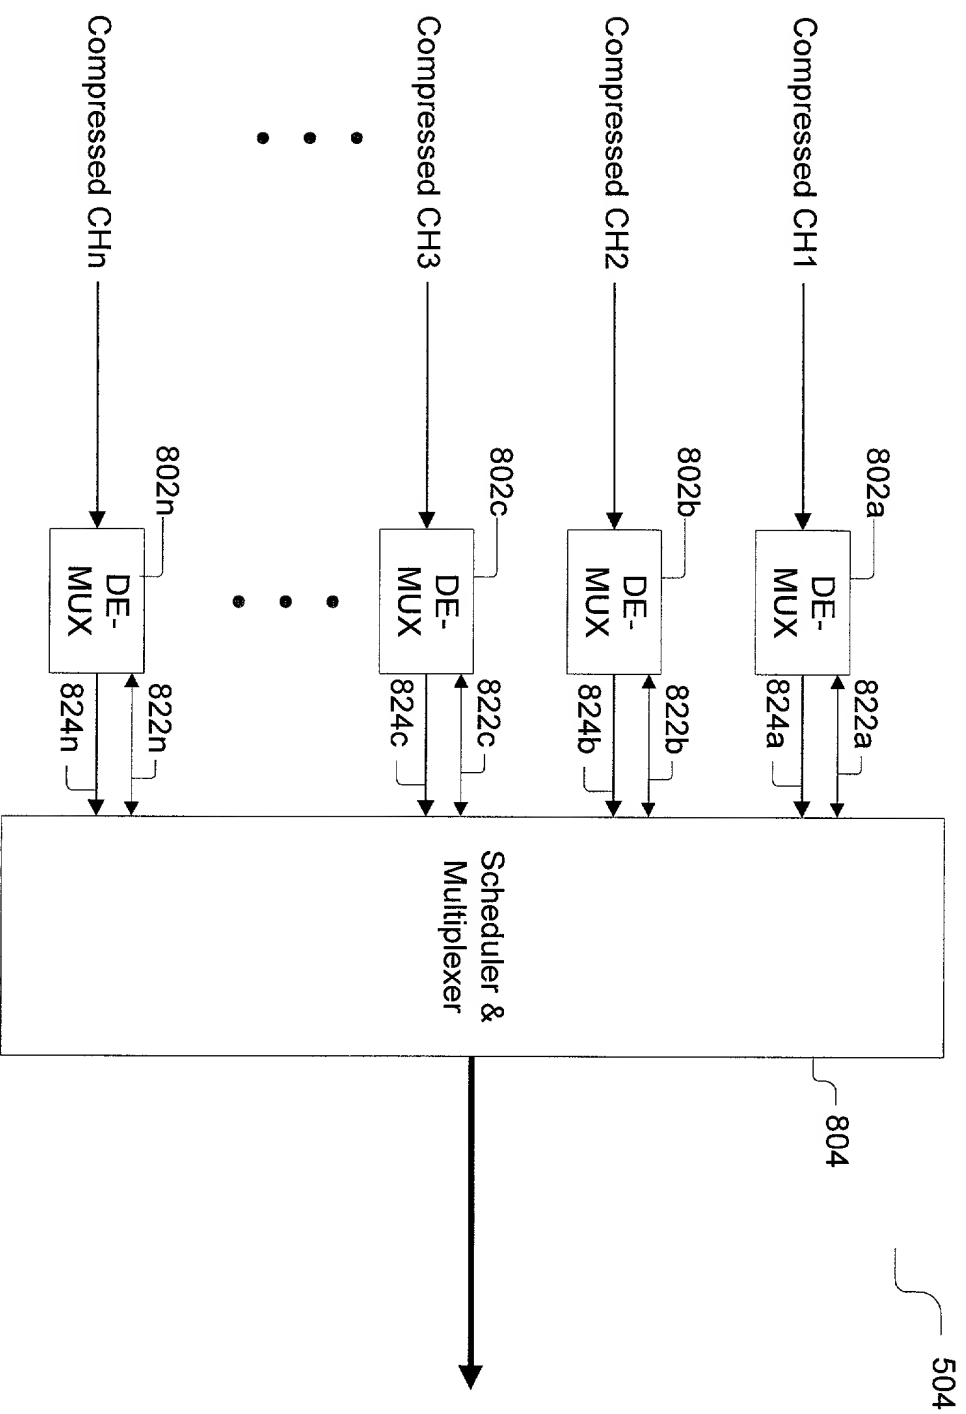 504
804
Compressed CH1
802a
DE-
MUX
822a
824a
Compressed CH2
802b
DE-
MUX
822b
824b
Compressed CH3
802c
DE-
MUX
822c
824c
Scheduler &
Multiplexer
Compressed CHn
802n
DE-
MUX
822n
824n